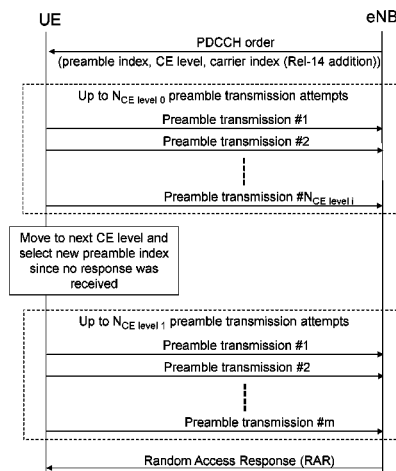 UE eNB
PDCCH order
(preamble index, CE level, carrier index (Rel-14 addition))
Up to NCE level 0 preamble transmission attempts
Preamble transmission #1
Preamble transmission #2
Preamble transmission #NCE level i
Move to next CE level and
select new preamble index
since no response was
received
Up to NCE level 1 preamble transmission attempts
Preamble transmission #1
Preamble transmission #2
Preamble transmission #m
Random Access Response (RAR)